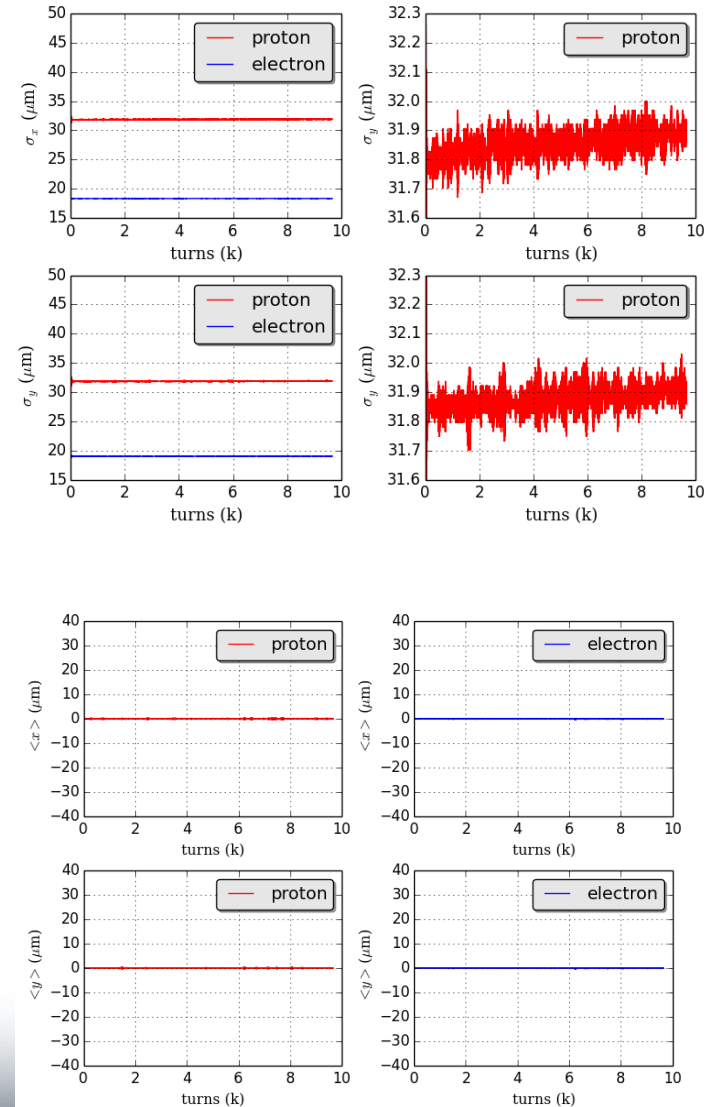 50
45
40
35
30
25
20
15
σx (μm)
proton
electron
0 2 4 6 8 10
turns (k)
32.3
32.2
32.1
32.0
31.9
31.8
31.7
31.6
σy (μm)
proton
0 2 4 6 8 10
turns (k)
50
45
40
35
30
25
20
15
σy (μm)
proton
electron
0 2 4 6 8 10
turns (k)
32.3
32.2
32.1
32.0
31.9
31.8
31.7
31.6
σy (μm)
proton
0 2 4 6 8 10
turns (k)
40
30
20
10
0
−10
−20
−30
−40
<x> (μm)
proton
0 2 4 6 8 10
turns (k)
40
30
20
10
0
−10
−20
−30
−40
<x> (μm)
electron
0 2 4 6 8 10
turns (k)
40
30
20
10
0
−10
−20
−30
−40
<y> (μm)
proton
0 2 4 6 8 10
turns (k)
40
30
20
10
0
−10
−20
−30
−40
<y> (μm)
electron
0 2 4 6 8 10
turns (k)